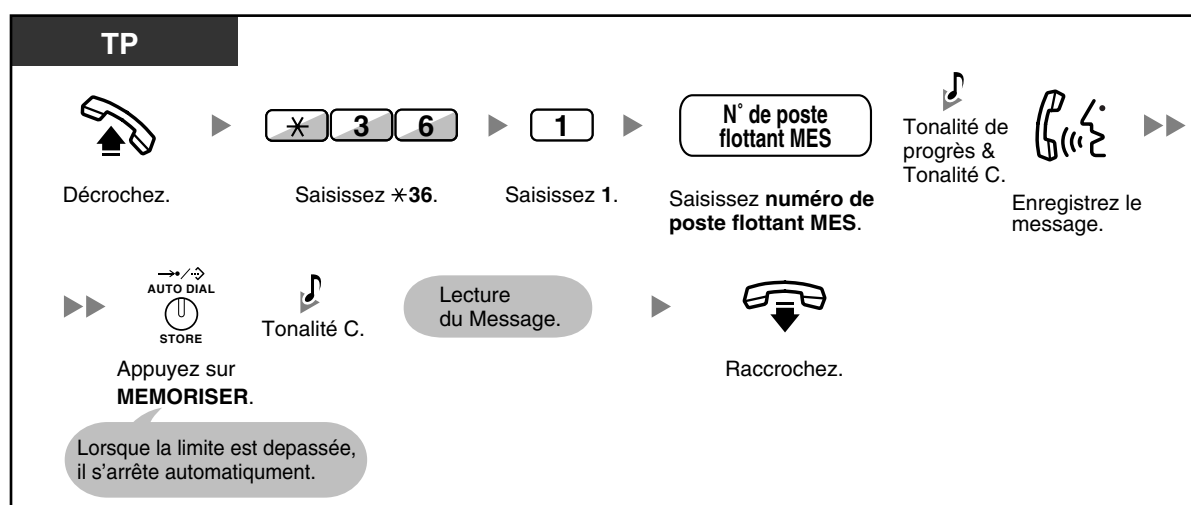 TP
✳ 3 6
1
N° de poste
flottant MES
Tonalité de
progrès &
Tonalité C.
Décrochez.
Saisissez ✳36.
Saisissez 1.
Saisissez numéro de
poste flottant MES.
Enregistrez le
message.
AUTO DIAL
STORE
Tonalité C.
Lecture
du Message.
Appuyez sur
MEMORISER.
Raccrochez.
Lorsque la limite est depassée,
il s'arrête automatiqument.